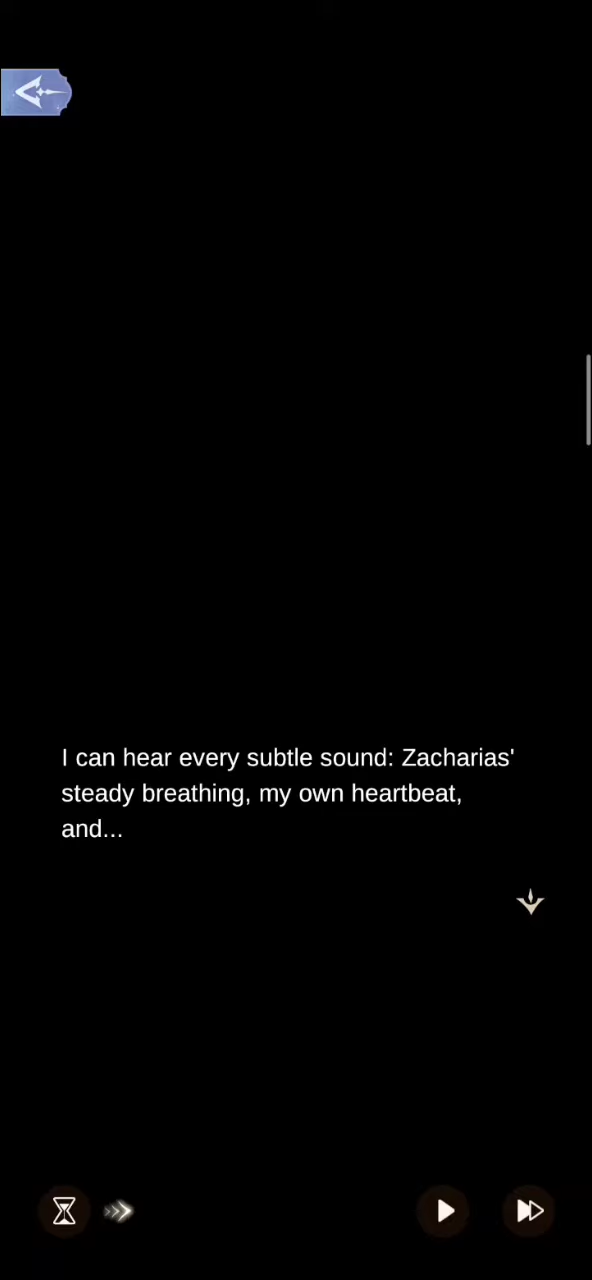 I can hear every subtle sound: Zacharias'
steady breathing, my own heartbeat,
and...